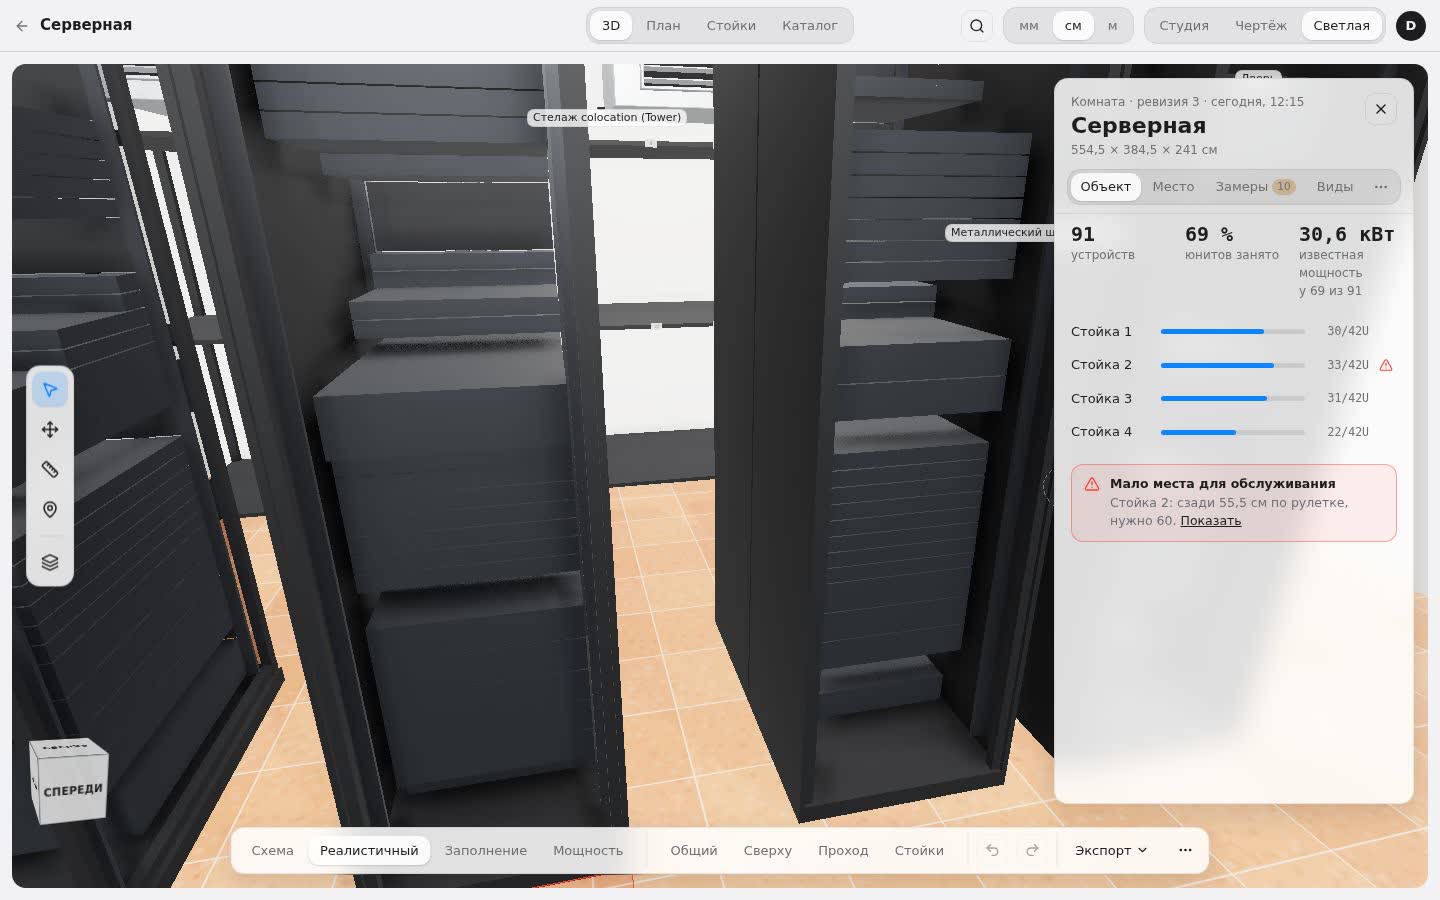 Серверная
3D
План
Стойки
Каталог
мм
см
м
Студия
Чертёж
Светлая
D
Стелаж colocation (Tower)
Металлический ш
Комната · ревизия 3 · сегодня, 12:15
Серверная
554,5 × 384,5 × 241 см
Объект
Место
Замеры 10
Виды
91
устройств
69 %
юнитов занято
30,6 кВт
известная
мощность
у 69 из 91
Стойка 1 30/42U
Стойка 2 33/42U
Стойка 3 31/42U
Стойка 4 22/42U
Мало места для обслуживания
Стойка 2: сзади 55,5 см по рулетке,
нужно 60. Показать
СПЕРЕДИ
Схема
Реалистичный
Заполнение
Мощность
Общий
Сверху
Проход
Стойки
Экспорт